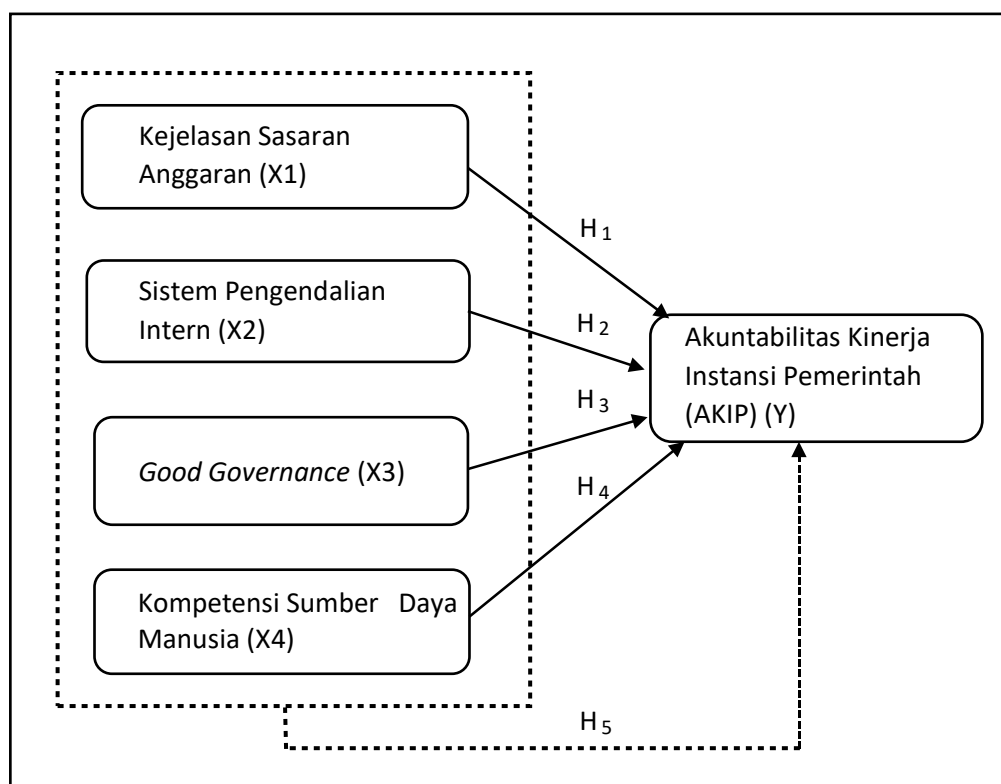 Kejelasan Sasaran
Anggaran (X1)
H1
Sistem Pengendalian
Intern (X2)
H2
Akuntabilitas Kinerja
Instansi Pemerintah
(AKIP) (Y)
H3
Good Governance (X3)
H4
Kompetensi Sumber Daya
Manusia (X4)
H5